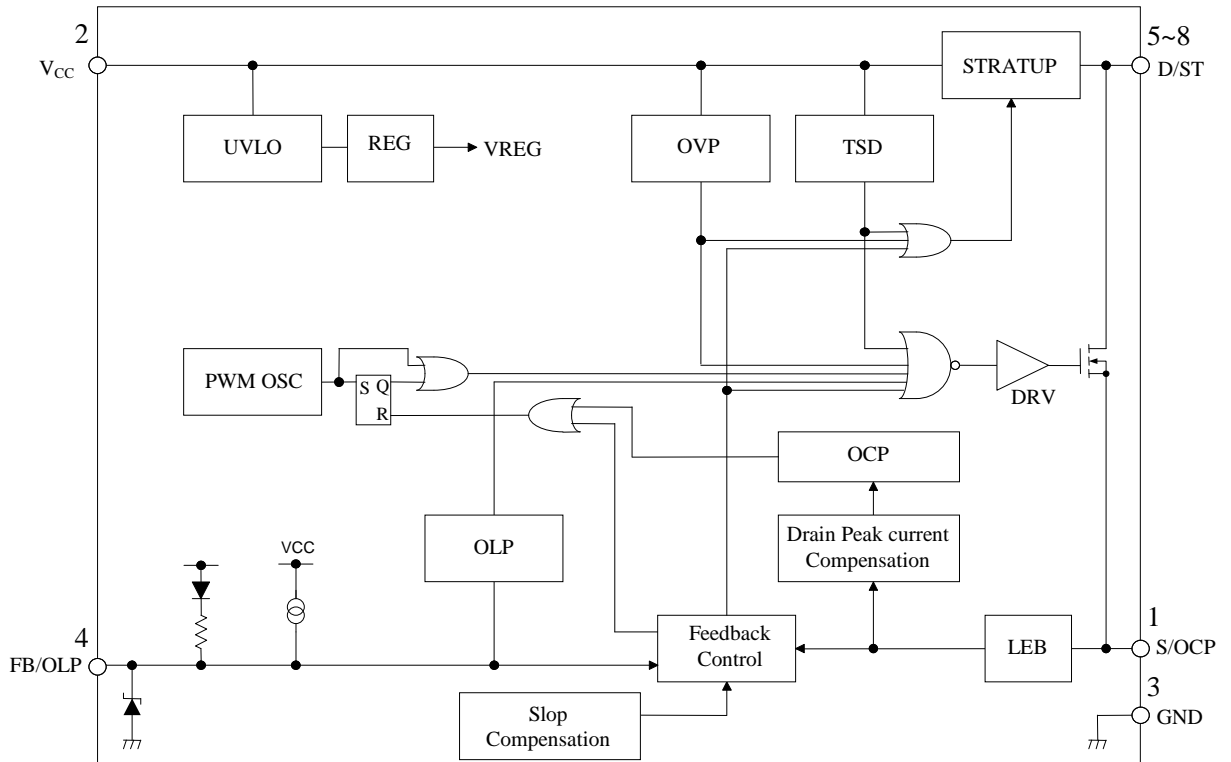 2
5~8
VCC
STRATUP
D/ST
UVLO
REG
VREG
OVP
TSD
PWM OSC
S Q
R
DRV
OCP
OLP
Drain Peak current
Compensation
VCC
4
1
FB/OLP
Feedback
Control
LEB
S/OCP
3
Slop
Compensation
GND